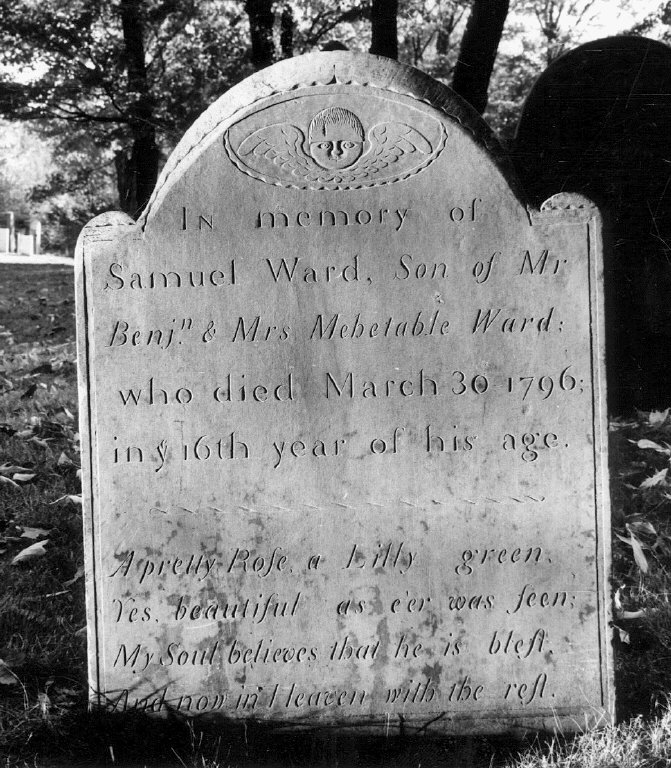 In memory of
Samuel Ward, Son of Mr
Benjⁿ. & Mrs Mehetable Ward;
who died March 30 1796;
in yͤ 16th year of his age.
A pretty Roſe, a Lilly green,
Yes, beautiful as e'er was ſeen;
My Soul believes that he is bleſt,
And now in Heaven with the reſt.